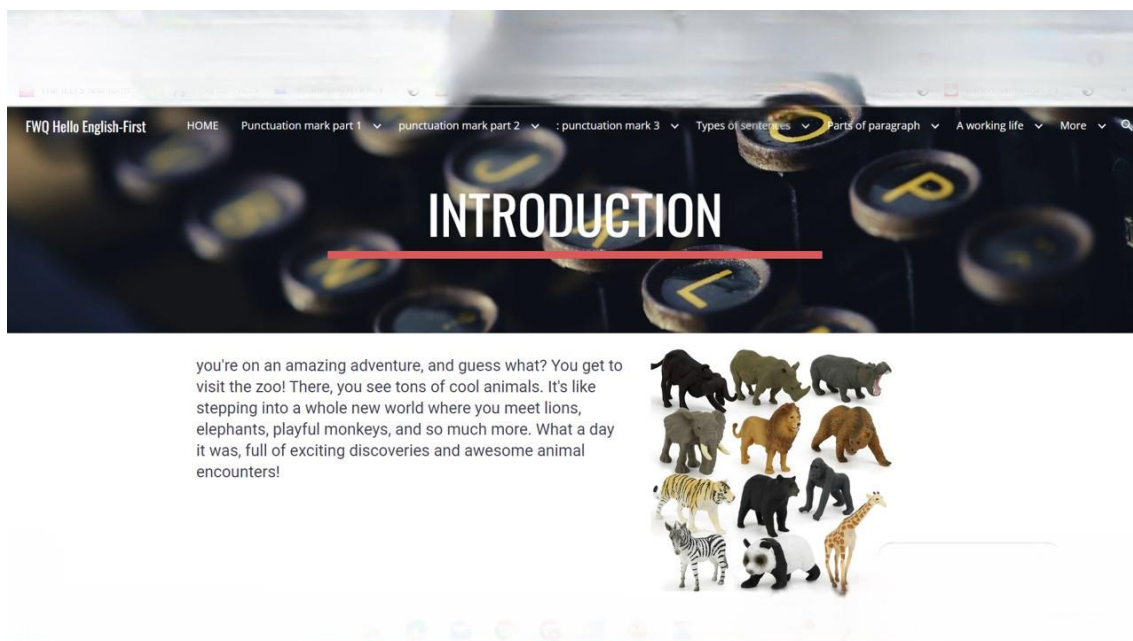 FWQ Hello English-First HOME Punctuation mark part 1 punctuation mark part 2 : punctuation mark 3 Types of sentences Parts of paragraph A working life More
INTRODUCTION
J
P
N
L
you're on an amazing adventure, and guess what? You get to
visit the zoo! There, you see tons of cool animals. It's like
stepping into a whole new world where you meet lions,
elephants, playful monkeys, and so much more. What a day
it was, full of exciting discoveries and awesome animal
encounters!